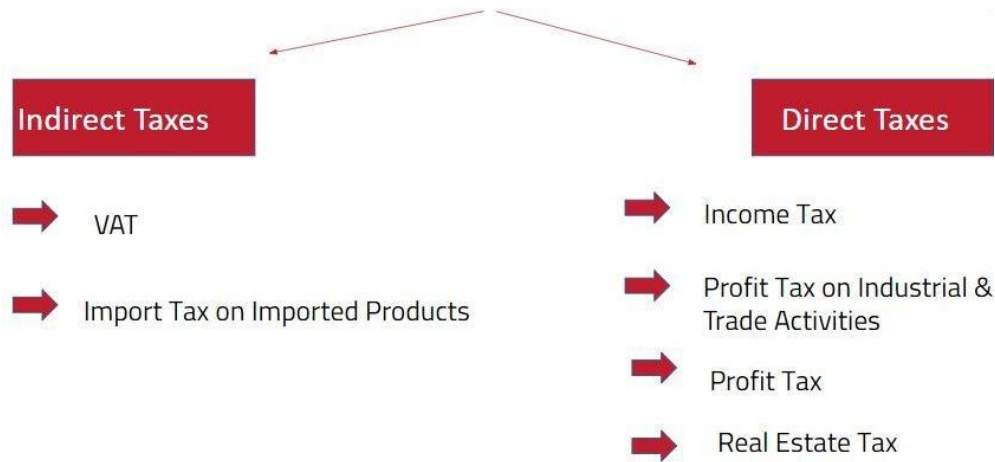 Indirect Taxes
Direct Taxes
VAT
Import Tax on Imported Products
Income Tax
Profit Tax on Industrial &
Trade Activities
Profit Tax
Real Estate Tax